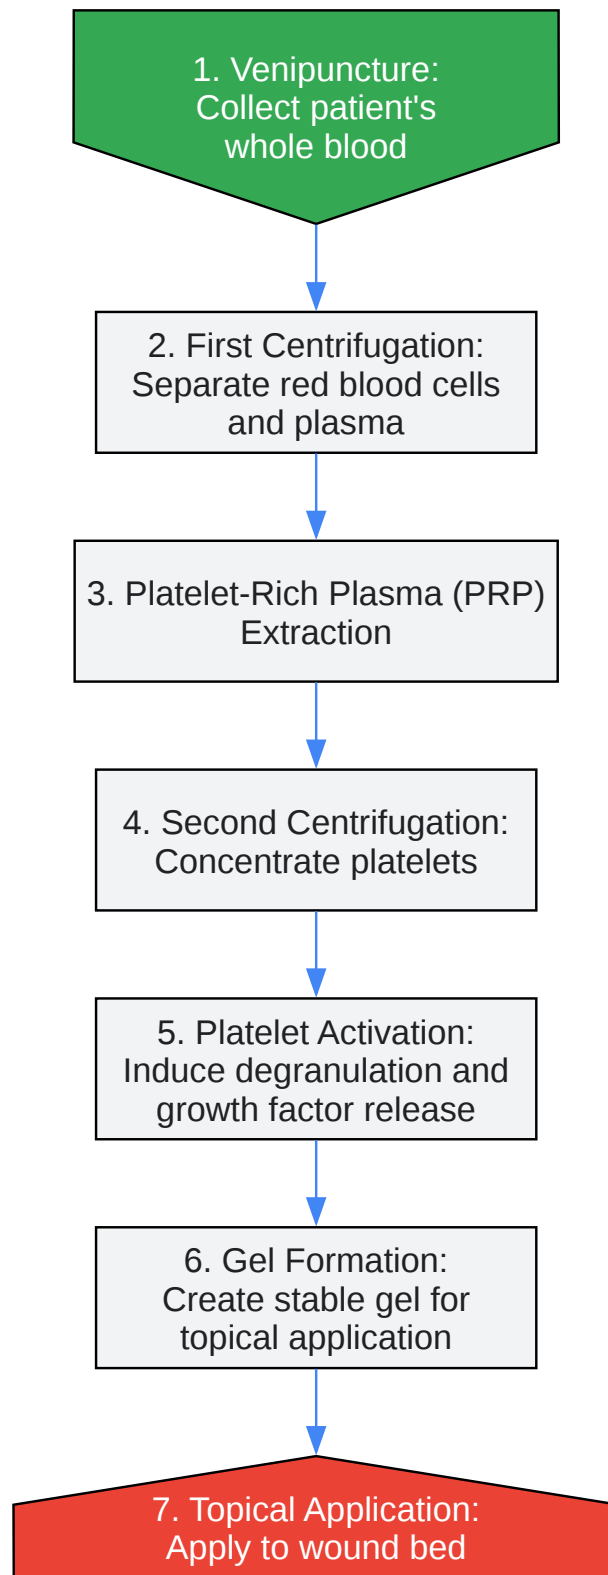 1. Venipuncture:
Collect patient's
whole blood
2. First Centrifugation:
Separate red blood cells
and plasma
3. Platelet-Rich Plasma (PRP)
Extraction
4. Second Centrifugation:
Concentrate platelets
5. Platelet Activation:
Induce degranulation and
growth factor release
6. Gel Formation:
Create stable gel for
topical application
7. Topical Application:
Apply to wound bed